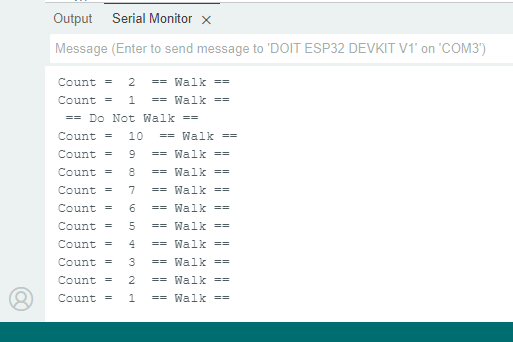 Output Serial Monitor ×
Message (Enter to send message to 'DOIT ESP32 DEVKIT V1' on 'COM3')
Count =  2  == Walk ==
Count =  1  == Walk ==
 == Do Not Walk ==
Count =  10  == Walk ==
Count =  9  == Walk ==
Count =  8  == Walk ==
Count =  7  == Walk ==
Count =  6  == Walk ==
Count =  5  == Walk ==
Count =  4  == Walk ==
Count =  3  == Walk ==
Count =  2  == Walk ==
Count =  1  == Walk ==